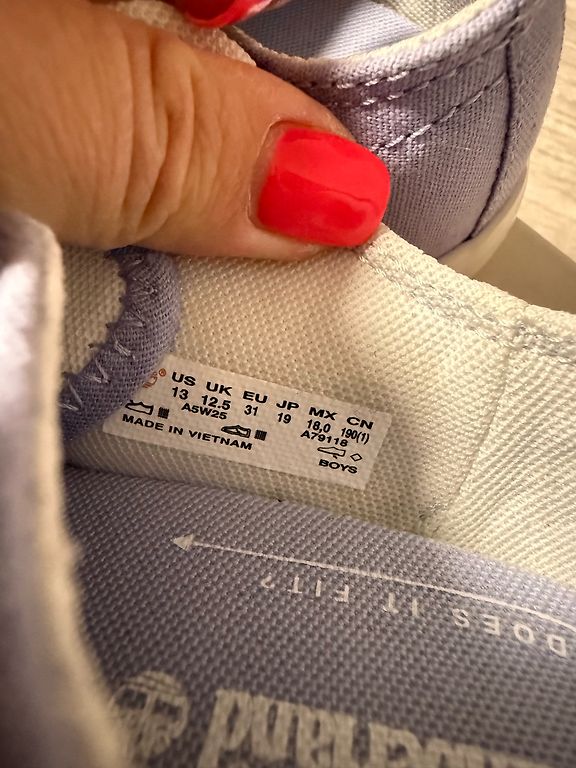 US UK EU JP MX CN
13 12.5 31 19 18,0 190(1)
A5W25 A79118
MADE IN VIETNAM
BOYS
DOES IT FIT?